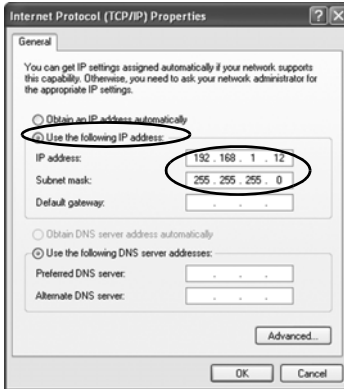 Internet Protocol (TCP/IP) Properties
General
You can get IP settings assigned automatically if your network supports
this capability. Otherwise, you need to ask your network administrator for
the appropriate IP settings.
Obtain an IP address automatically
Use the following IP address:
IP address: 192 . 168 . 1 . 12
Subnet mask: 255 . 255 . 255 . 0
Default gateway: . . .
Obtain DNS server address automatically
Use the following DNS server addresses:
Preferred DNS server: . . .
Alternate DNS server: . . .
Advanced...
OK Cancel